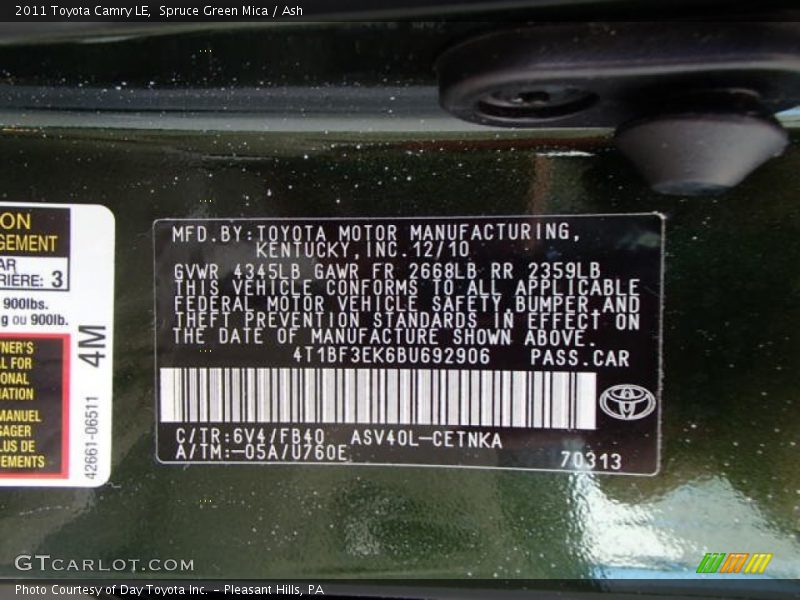 2011 Toyota Camry LE, Spruce Green Mica / Ash
ON
GEMENT
AR
RIÈRE: 3
900lbs.
g ou 900lb.
4M
NER'S
L FOR
ONAL
ATION
MANUEL
AGER
LUS DE
EMENTS
42661-06511
MFD.BY:TOYOTA MOTOR MANUFACTURING,
KENTUCKY,INC.12/10
GVWR 4345LB GAWR FR 2668LB RR 2359LB
THIS VEHICLE CONFORMS TO ALL APPLICABLE
FEDERAL MOTOR VEHICLE SAFETY,BUMPER,AND
THEFT PREVENTION STANDARDS IN EFFECT ON
THE DATE OF MANUFACTURE SHOWN ABOVE.
4T1BF3EK6BU692906 PASS.CAR
C/TR:6V4/FB40 ASV40L-CETNKA
A/TM:-05A/U760E
70313
GTCARLOT.COM
Photo Courtesy of Day Toyota Inc. - Pleasant Hills, PA